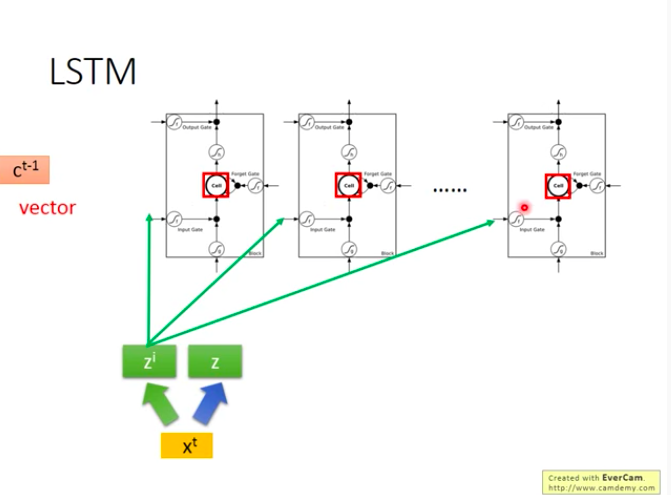 LSTM
c^{t-1}
vector
Output Gate
Forget Gate
Cell
Input Gate
Block
Output Gate
Forget Gate
Cell
Input Gate
Block
......
Output Gate
Forget Gate
Cell
Input Gate
Block
z^i
z
x^t
Created with EverCam.
http://www.camdemy.com